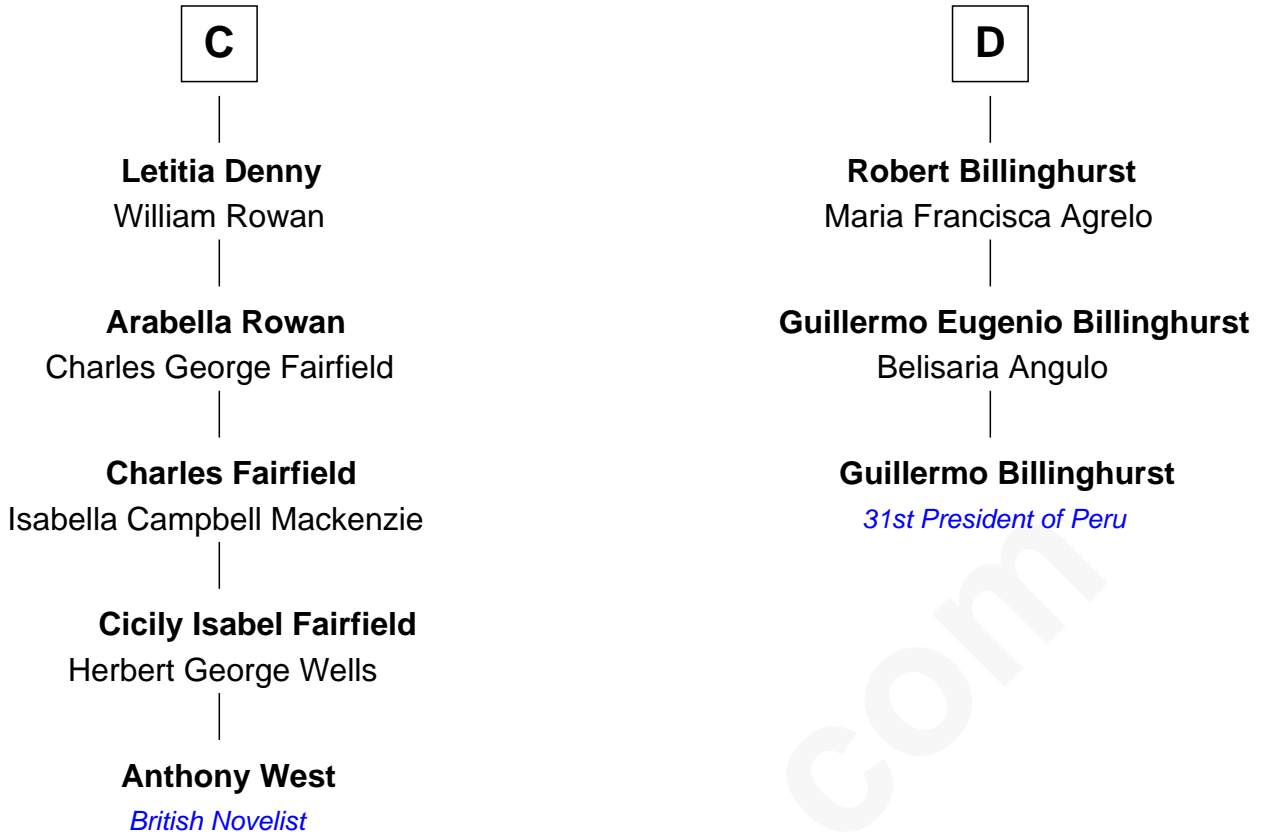 C
Letitia Denny
William Rowan
Arabella Rowan
Charles George Fairfield
Charles Fairfield
Isabella Campbell Mackenzie
Cicily Isabel Fairfield
Herbert George Wells
Anthony West
British Novelist
D
Robert Billinghurst
Maria Francisca Agrelo
Guillermo Eugenio Billinghurst
Belisaria Angulo
Guillermo Billinghurst
31st President of Peru
com